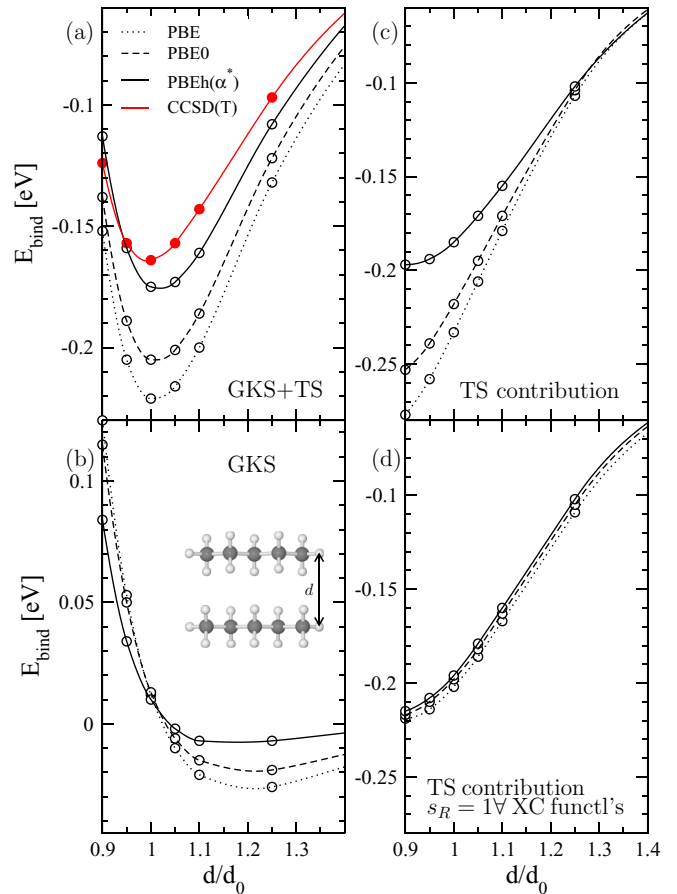 (a)
PBE
PBE0
PBEh(α*)
CCSD(T)
-0.1
-0.15
-0.2
E_bind [eV]
GKS+TS
(c)
-0.1
-0.15
-0.2
-0.25
TS contribution
(b)
GKS
0.1
0.05
0
E_bind [eV]
d
0.9
1
1.1
1.2
1.3
d/d_0
(d)
-0.1
-0.15
-0.2
-0.25
TS contribution
s_R = 1∀ XC functl's
0.9
1
1.1
1.2
1.3
1.4
d/d_0